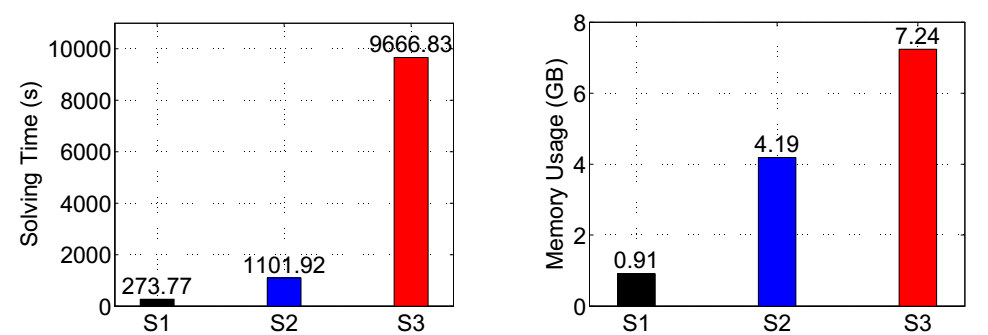 Solving Time (s)
10000
8000
6000
4000
2000
0
273.77
1101.92
9666.83
S1
S2
S3
Memory Usage (GB)
8
6
4
2
0
0.91
4.19
7.24
S1
S2
S3